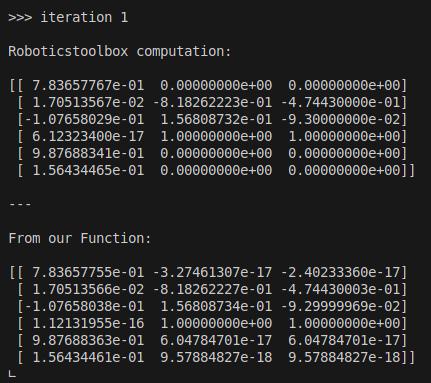 >>> iteration 1
Roboticstoolbox computation:
[[ 7.83657767e-01  0.00000000e+00  0.00000000e+00]
 [ 1.70513567e-02 -8.18262223e-01 -4.74430000e-01]
 [-1.07658029e-01  1.56808732e-01 -9.30000000e-02]
 [ 6.12323400e-17  1.00000000e+00  1.00000000e+00]
 [ 9.87688341e-01  0.00000000e+00  0.00000000e+00]
 [ 1.56434465e-01  0.00000000e+00  0.00000000e+00]]
---
From our Function:
[[ 7.83657755e-01 -3.27461307e-17 -2.40233360e-17]
 [ 1.70513566e-02 -8.18262227e-01 -4.74430003e-01]
 [-1.07658038e-01  1.56808734e-01 -9.29999969e-02]
 [ 1.12131955e-16  1.00000000e+00  1.00000000e+00]
 [ 9.87688363e-01  6.04784701e-17  6.04784701e-17]
 [ 1.56434461e-01  9.57884827e-18  9.57884827e-18]]